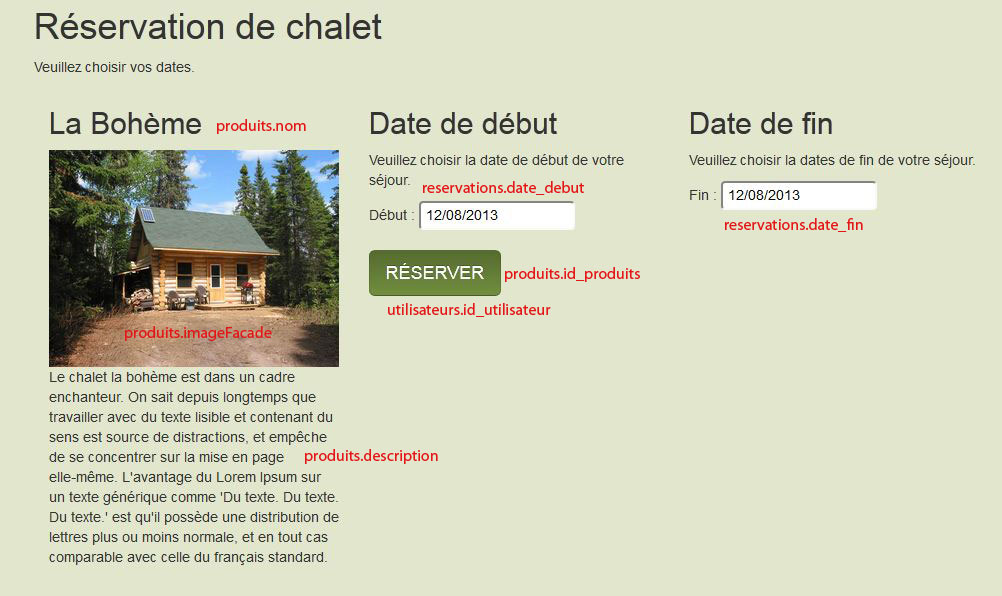 Réservation de chalet
Veuillez choisir vos dates.
La Bohème produits.nom
produits.imageFacade
Le chalet la bohème est dans un cadre
enchanteur. On sait depuis longtemps que
travailler avec du texte lisible et contenant du
sens est source de distractions, et empêche
de se concentrer sur la mise en page
produits.description
elle-même. L'avantage du Lorem Ipsum sur
un texte générique comme 'Du texte. Du texte.
Du texte.' est qu'il possède une distribution de
lettres plus ou moins normale, et en tout cas
comparable avec celle du français standard.
Date de début
Veuillez choisir la date de début de votre
séjour.
reservations.date_debut
Début : 12/08/2013
RÉSERVER produits.id_produits
utilisateurs.id_utilisateur
Date de fin
Veuillez choisir la dates de fin de votre séjour.
Fin : 12/08/2013
reservations.date_fin